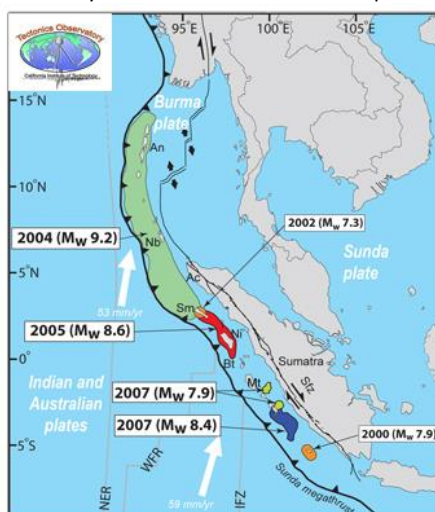 Tectonics Observatory
California Institute of Technology
95°E
100°E
105°E
15°N
10°N
5°N
0°
5°S
Burma
plate
An
2002 (Mw 7.3)
2004 (Mw 9.2)
Nb
Ac
Sunda
plate
53 mm/yr
Sm
2005 (Mw 8.6)
Ni
Bt
Sumatra
Indian and
Australian
plates
2007 (Mw 7.9)
Mt
Sfz
2007 (Mw 8.4)
2000 (Mw 7.9)
NER
WFR
59 mm/yr
IFZ
Sunda megathrust